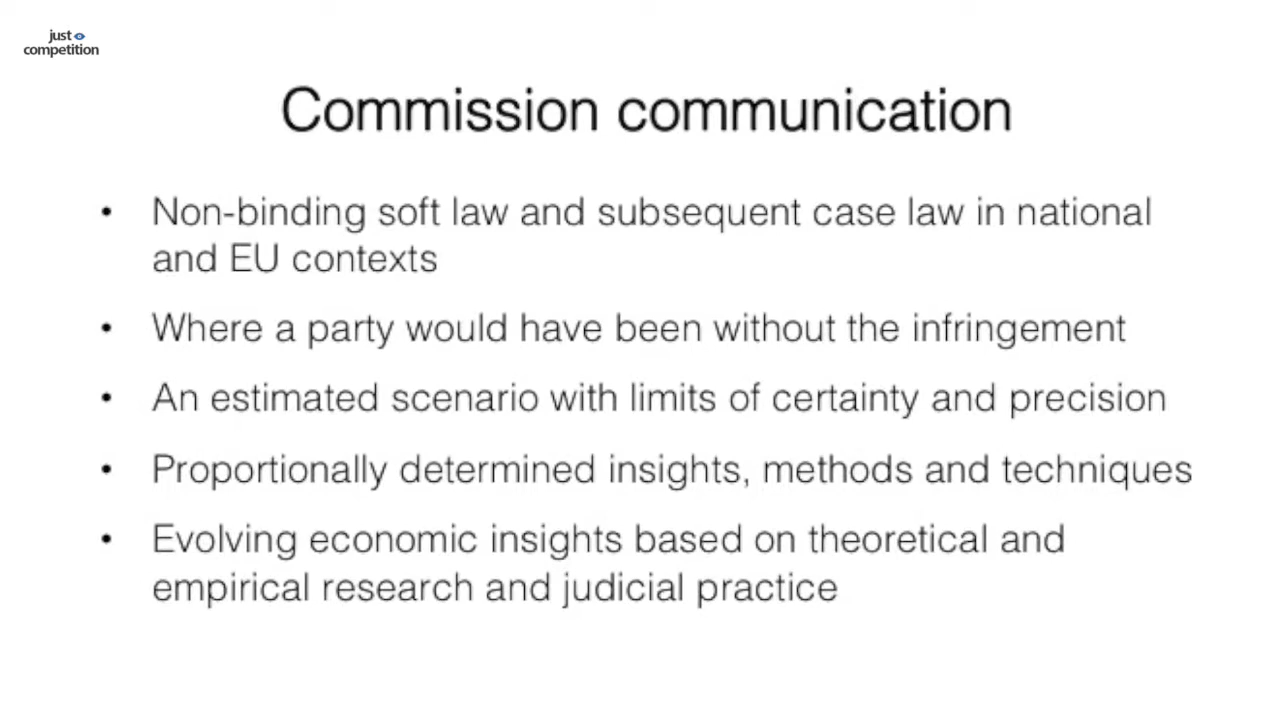 just
competition
Commission communication
• Non-binding soft law and subsequent case law in national
and EU contexts
• Where a party would have been without the infringement
• An estimated scenario with limits of certainty and precision
• Proportionally determined insights, methods and techniques
• Evolving economic insights based on theoretical and
empirical research and judicial practice